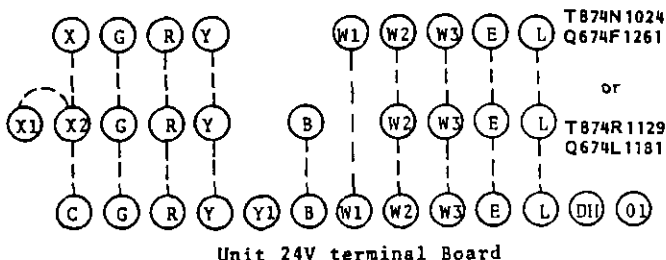 X G R Y W1 W2 W3 E L T874N1024
Q674F1261
or
X1 X2 G R Y B W2 W3 E L T874R1129
Q674L1181
C G R Y Y1 B W1 W2 W3 E L DII O1
Unit 24V terminal Board